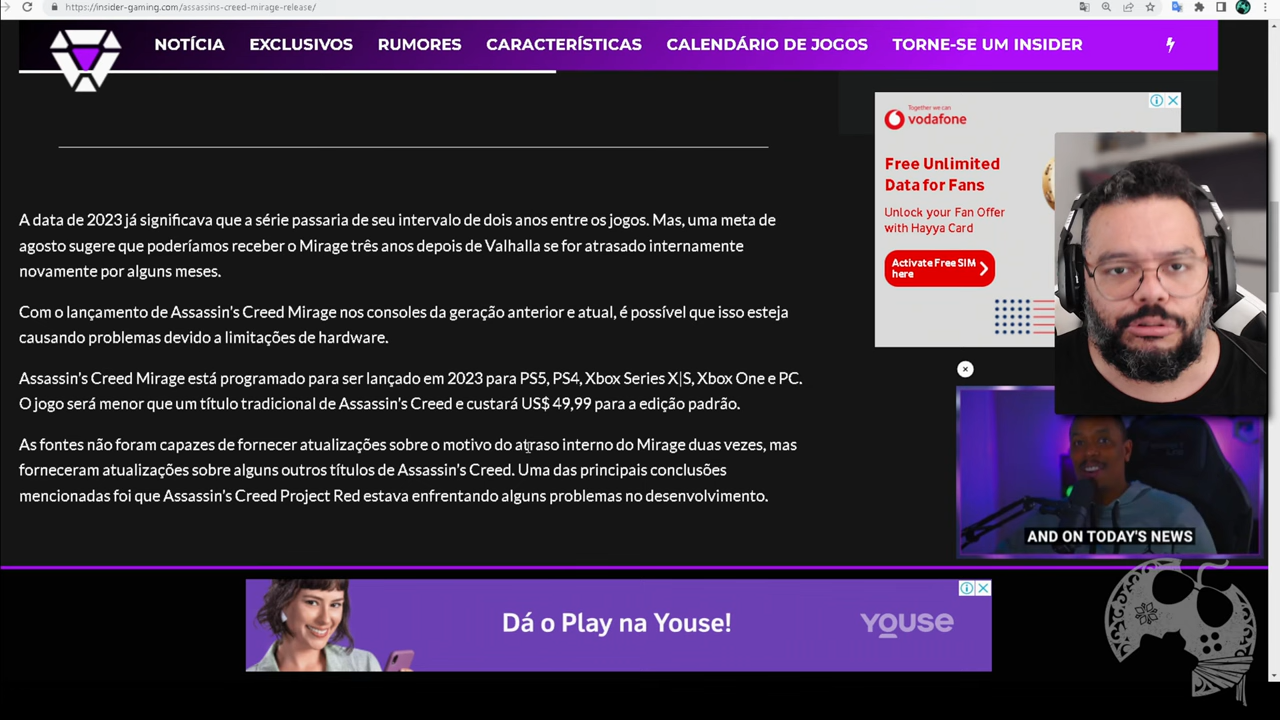 https://insider-gaming.com/assassins-creed-mirage-release/
NOTÍCIA EXCLUSIVOS RUMORES CARACTERÍSTICAS CALENDÁRIO DE JOGOS TORNE-SE UM INSIDER
Together we can
vodafone
Free Unlimited
Data for Fans
Unlock your Fan Offer
with Hayya Card
Activate Free SIM
here
A data de 2023 já significava que a série passaria de seu intervalo de dois anos entre os jogos. Mas, uma meta de
agosto sugere que poderíamos receber o Mirage três anos depois de Valhalla se for atrasado internamente
novamente por alguns meses.
Com o lançamento de Assassin's Creed Mirage nos consoles da geração anterior e atual, é possível que isso esteja
causando problemas devido a limitações de hardware.
Assassin's Creed Mirage está programado para ser lançado em 2023 para PS5, PS4, Xbox Series X|S, Xbox One e PC.
O jogo será menor que um título tradicional de Assassin's Creed e custará US$ 49,99 para a edição padrão.
As fontes não foram capazes de fornecer atualizações sobre o motivo do atraso interno do Mirage duas vezes, mas
forneceram atualizações sobre alguns outros títulos de Assassin's Creed. Uma das principais conclusões
mencionadas foi que Assassin's Creed Project Red estava enfrentando alguns problemas no desenvolvimento.
AND ON TODAY'S NEWS
Dá o Play na Youse!
YOUSE